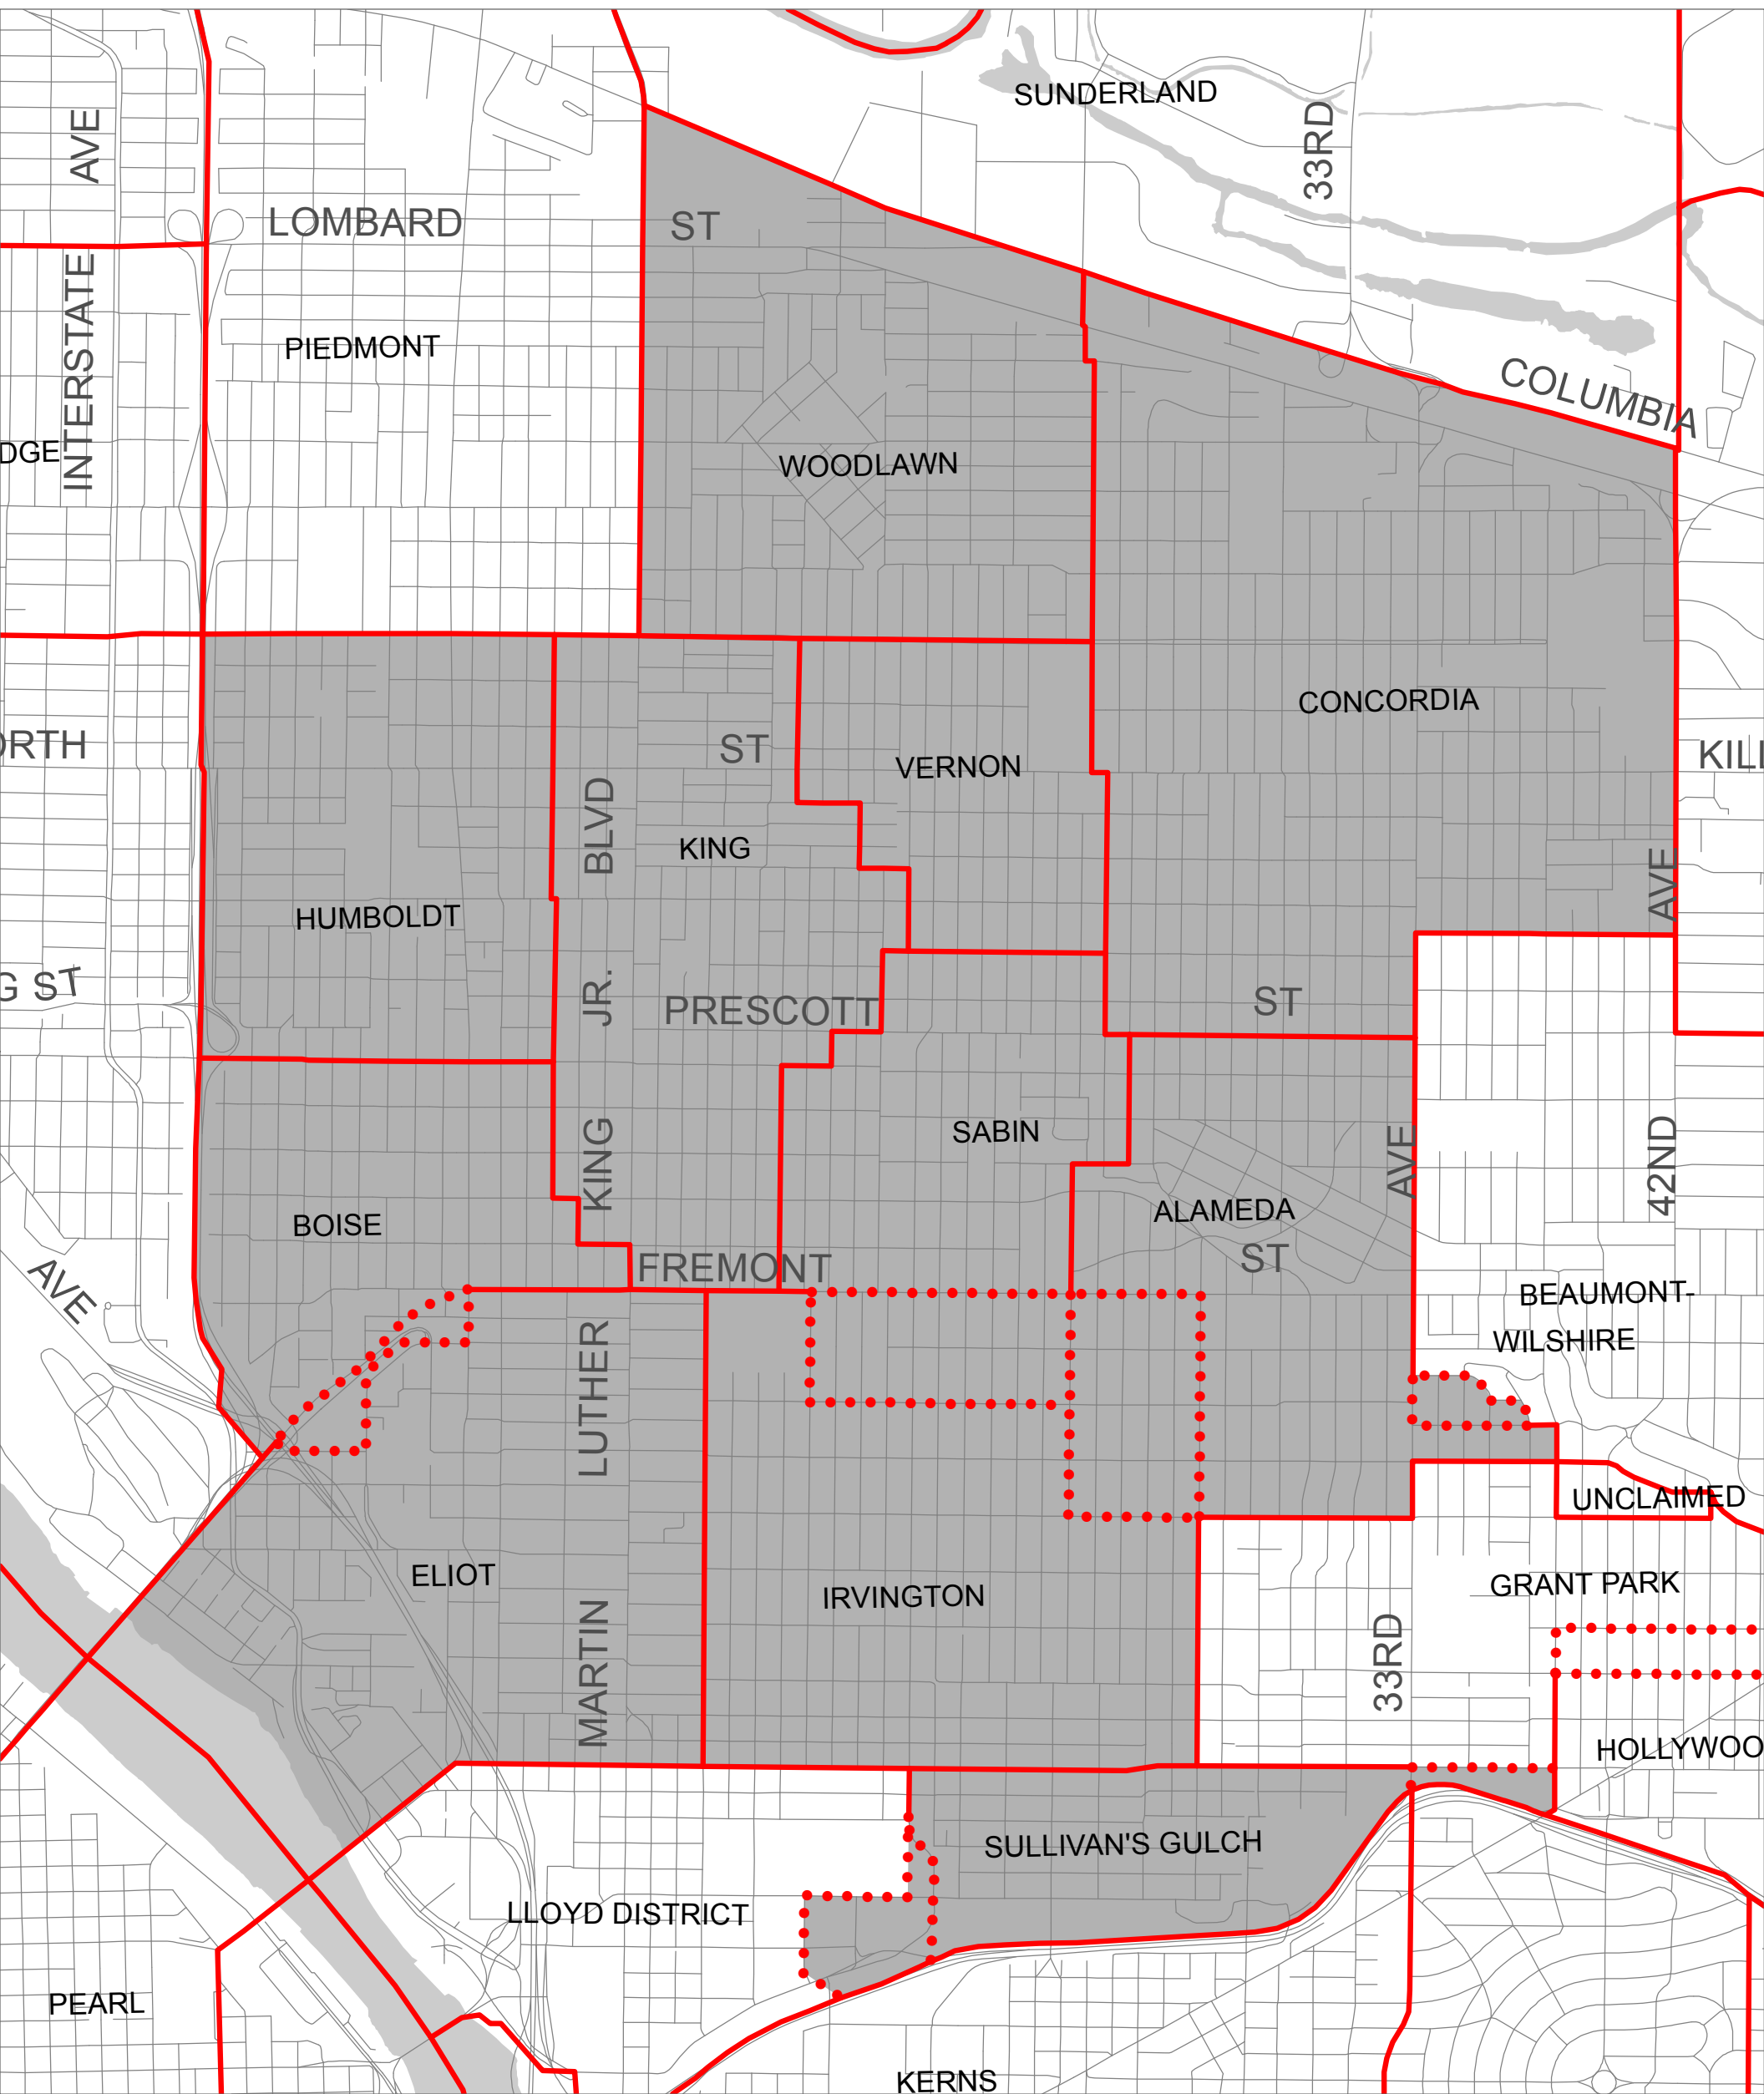 SUNDERLAND
AVE
33RD
LOMBARD
ST
INTERSTATE
PIEDMONT
COLUMBIA
DGE
WOODLAWN
CONCORDIA
ORTH
ST
VERNON
KILL
BLVD
KING
AVE
HUMBOLDT
G ST
JR.
PRESCOTT
ST
SABIN
KING
AVE
42ND
ALAMEDA
BOISE
ST
FREMONT
AVE
BEAUMONT-
WILSHIRE
LUTHER
UNCLAIMED
ELIOT
IRVINGTON
GRANT PARK
MARTIN
33RD
HOLLYWOO
SULLIVAN'S GULCH
LLOYD DISTRICT
PEARL
KERNS